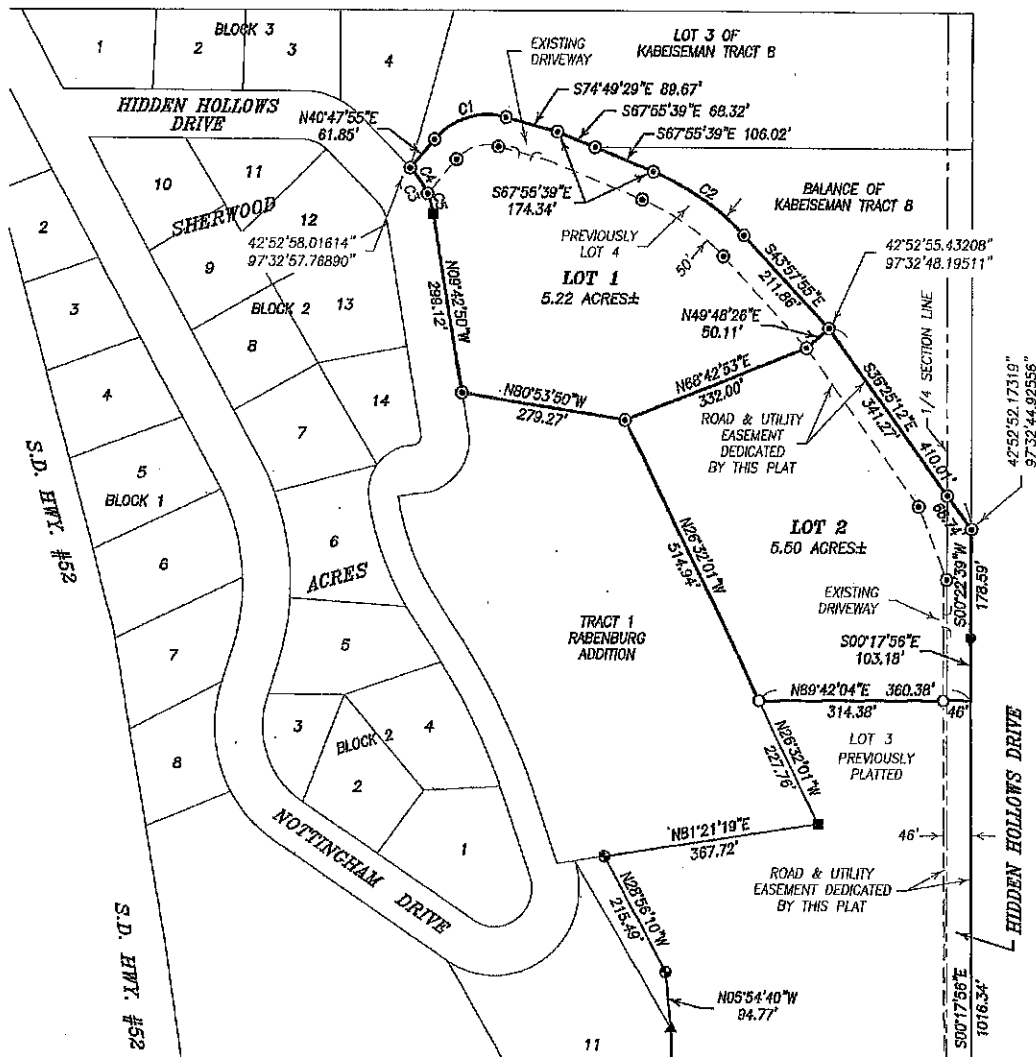 BLOCK 3
1
2
3
4
LOT 3 OF
KABEISEMAN TRACT B
EXISTING
DRIVEWAY
S74°49'29"E 89.67'
S67°55'39"E 68.32'
S67°55'39"E 106.02'
C1
N40°47'55"E
61.85'
HIDDEN HOLLOWS
DRIVE
C4
C3
C5
S67°55'39"E
174.34'
C2
BALANCE OF
KABEISEMAN TRACT B
10
11
SHERWOOD
12
42°52'58.01614"
97°32'57.76890"
PREVIOUSLY
LOT 4
50'
S43°57'55"E
211.86'
42°52'55.43208"
97°32'48.19511"
2
9
LOT 1
5.22 ACRES±
N09°42'50"W
298.12'
3
BLOCK 2
13
8
N49°48'26"E
50.11'
1/4 SECTION LINE
N68°42'53"E
332.00'
S36°25'12"E
341.27'
410.01'
68.74'
42°52'52.17319"
97°32'44.92556"
4
14
N80°53'50"W
279.27'
ROAD & UTILITY
EASEMENT
DEDICATED
BY THIS PLAT
7
S.D. HWY. #52
5
BLOCK 1
6
6
ACRES
N26°32'01"W
514.94'
LOT 2
5.50 ACRES±
S00°22'39"W
178.59'
EXISTING
DRIVEWAY
TRACT 1
RABENBURG
ADDITION
5
S00°17'56"E
103.18'
7
N89°42'04"E 360.38'
314.38'
46'
3
BLOCK 2
4
8
2
N26°32'01"W
227.76'
LOT 3
PREVIOUSLY
PLATTED
HIDDEN HOLLOWS DRIVE
1
46'
N81°21'19"E
367.72'
NOTTINGHAM DRIVE
ROAD & UTILITY
EASEMENT DEDICATED
BY THIS PLAT
N28°56'10"W
215.49'
S.D. HWY. #52
N05°54'40"W
94.77'
S00°17'56"E
1016.34'
11